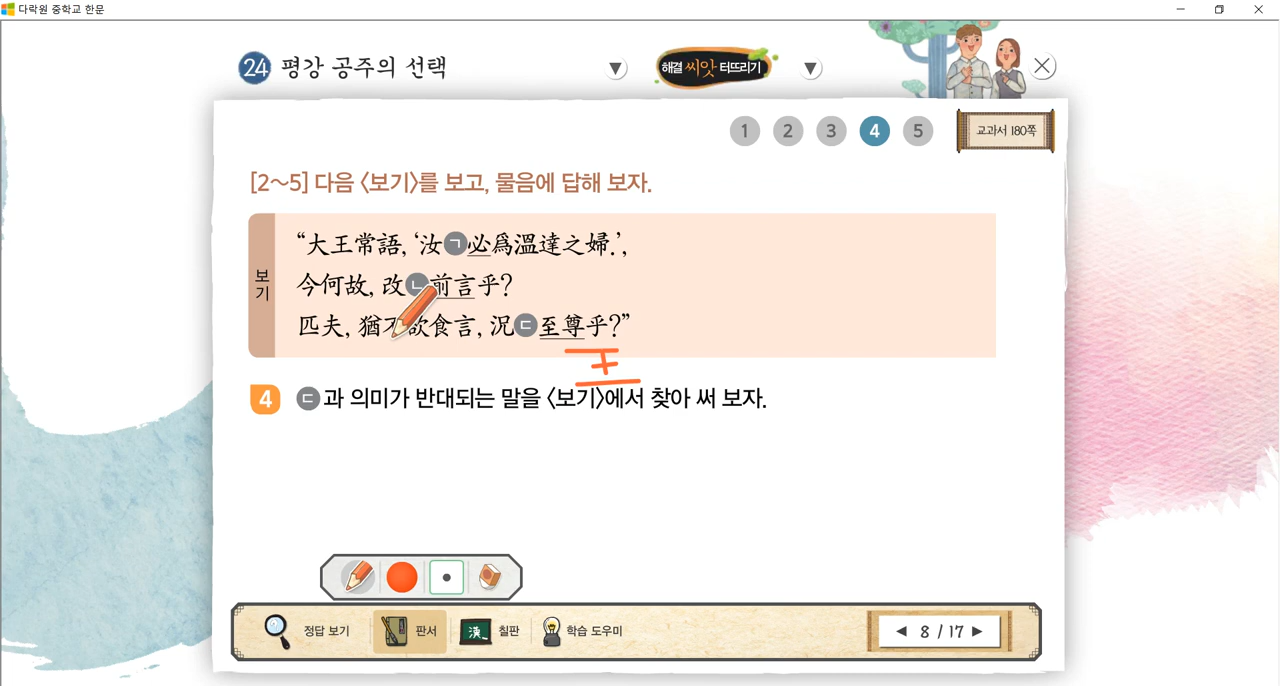 다락원 중학교 한문
24 평강 공주의 선택
해결 씨앗 터뜨리기
1 2 3 4 5
교과서 180쪽
[2~5] 다음 〈보기〉를 보고, 물음에 답해 보자.
보기
“大王常語, ‘汝㉠必爲溫達之婦.’,
今何故, 改㉡前言乎?
匹夫, 猶不欲食言, 況㉢至尊乎?”
王
4 ㉢과 의미가 반대되는 말을 〈보기〉에서 찾아 써 보자.
정답 보기 판서 漢 칠판 학습 도우미
◀ 8 / 17 ▶